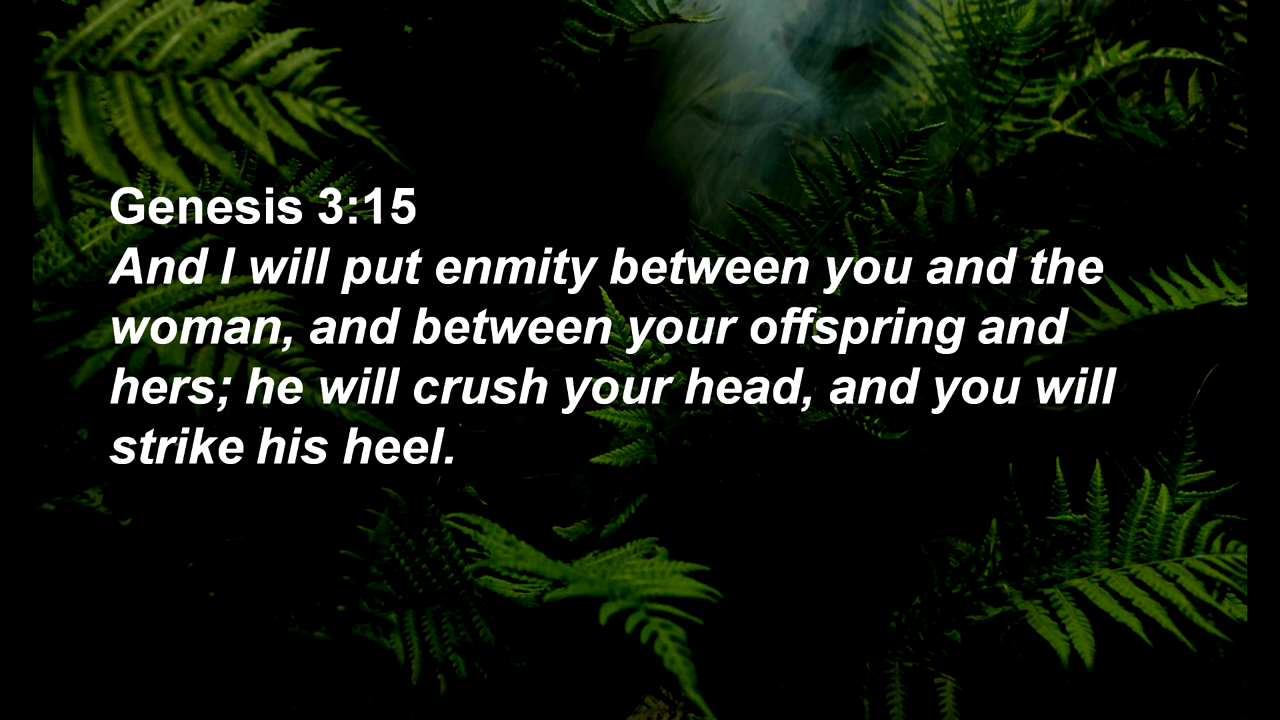 Genesis 3:15
And I will put enmity between you and the
woman, and between your offspring and
hers; he will crush your head, and you will
strike his heel.